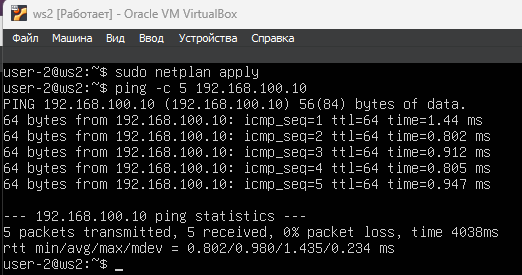 ws2 [Работает] - Oracle VM VirtualBox
Файл Машина Вид Ввод Устройства Справка
user-2@ws2:~$ sudo netplan apply
user-2@ws2:~$ ping -c 5 192.168.100.10
PING 192.168.100.10 (192.168.100.10) 56(84) bytes of data.
64 bytes from 192.168.100.10: icmp_seq=1 ttl=64 time=1.44 ms
64 bytes from 192.168.100.10: icmp_seq=2 ttl=64 time=0.802 ms
64 bytes from 192.168.100.10: icmp_seq=3 ttl=64 time=0.912 ms
64 bytes from 192.168.100.10: icmp_seq=4 ttl=64 time=0.805 ms
64 bytes from 192.168.100.10: icmp_seq=5 ttl=64 time=0.947 ms
--- 192.168.100.10 ping statistics ---
5 packets transmitted, 5 received, 0% packet loss, time 4038ms
rtt min/avg/max/mdev = 0.802/0.980/1.435/0.234 ms
user-2@ws2:~$ _